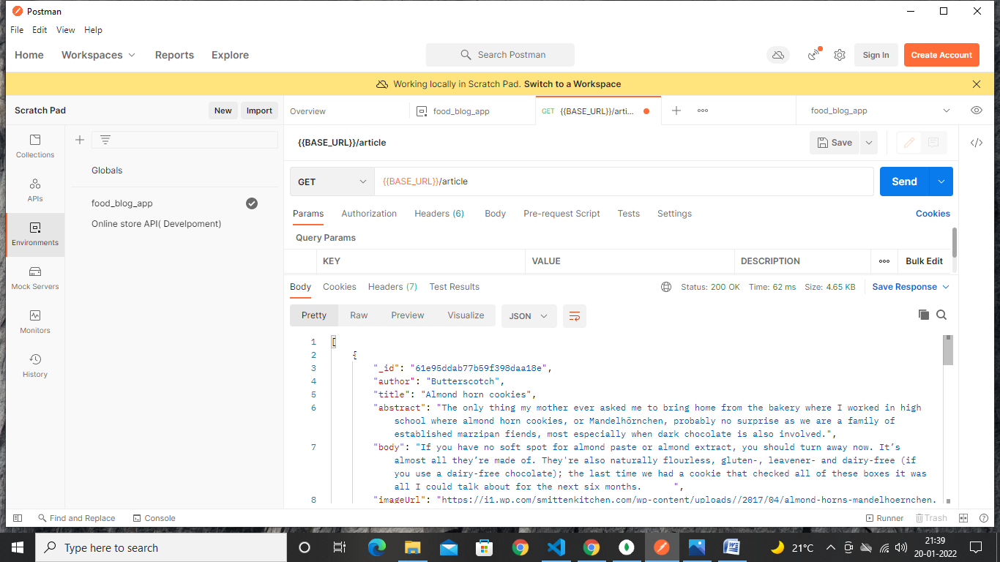 Postman
File Edit View Help
Home Workspaces Reports Explore Search Postman Sign In Create Account
Working locally in Scratch Pad. Switch to a Workspace
Scratch Pad New Import Overview food_blog_app GET {{BASE_URL}}/arti... food_blog_app
Collections
APIs
Environments
Mock Servers
Monitors
History
Globals
food_blog_app
Online store API( Develpoment)
{{BASE_URL}}/article Save
GET {{BASE_URL}}/article Send
Params Authorization Headers (6) Body Pre-request Script Tests Settings Cookies
Query Params
KEY VALUE DESCRIPTION Bulk Edit
Body Cookies Headers (7) Test Results Status: 200 OK Time: 62 ms Size: 4.65 KB Save Response
Pretty Raw Preview Visualize JSON
1 [
2 {
3 "_id": "61e95ddab77b59f398daa18e",
4 "author": "Butterscotch",
5 "title": "Almond horn cookies",
6 "abstract": "The only thing my mother ever asked me to bring home from the bakery where I worked in high
school where almond horn cookies, or Mandelhörnchen, probably no surprise as we are a family of
established marzipan fiends, most especially when dark chocolate is also involved.",
7 "body": "If you have no soft spot for almond paste or almond extract, you should turn away now. It’s
almost all they’re made of. They're also naturally flourless, gluten-, leavener- and dairy-free (if
you use a dairy-free chocolate); the last time we had a cookie that checked all of these boxes it was
all I could talk about for the next six months. ",
8 "imageUrl": "https://i1.wp.com/smittenkitchen.com/wp-content/uploads//2017/04/almond-horns-mandelhoernchen.
Find and Replace Console Runner Trash
Type here to search 21°C 21:39
20-01-2022